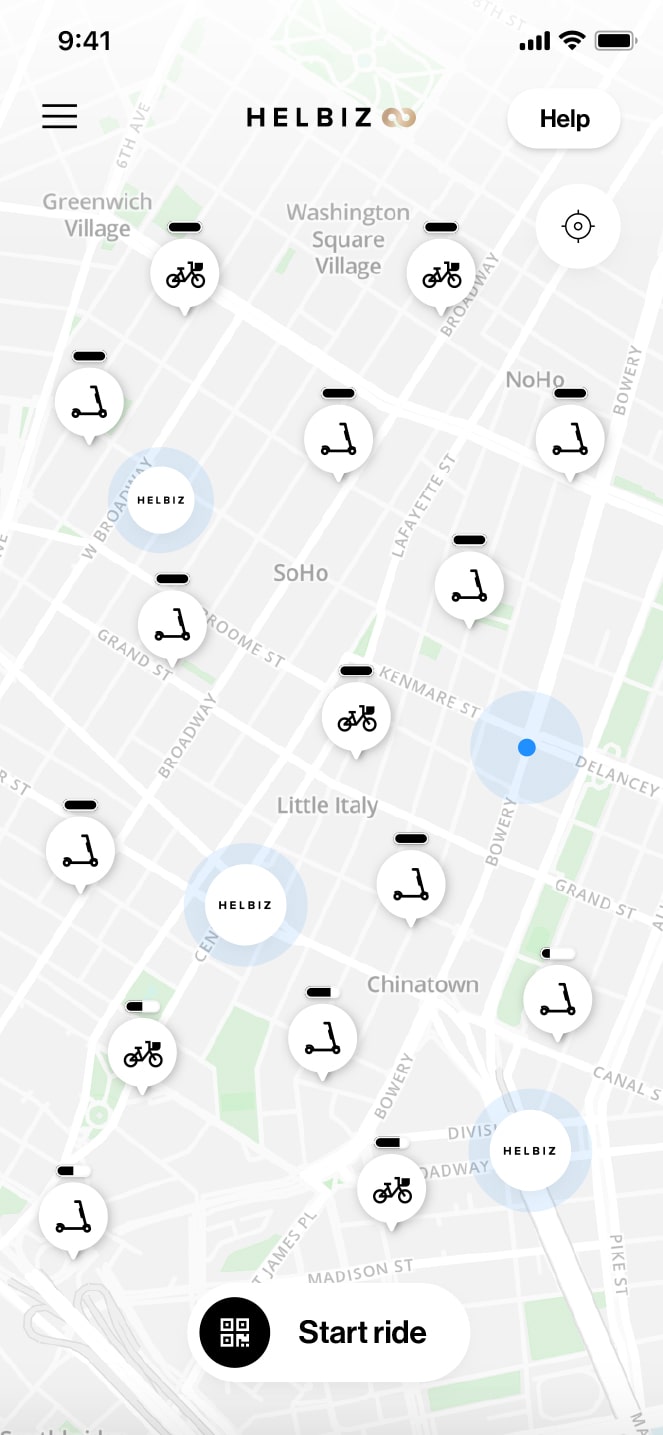 8TH ST
9:41
HELBIZ
Help
6TH AVE
Greenwich
Village
Washington
Square
Village
BROADWAY
NoHo
BOWERY
W BROADWAY
HELBIZ
LAFAYETTE ST
SoHo
GRAND ST
BROOME ST
KENMARE ST
BROADWAY
DELANCEY
Little Italy
BOWERY
HELBIZ
GRAND ST
CEN
Chinatown
CANAL S
BOWERY
DIVIS
HELBIZ
OADWAY
T JAMES PL
MADISON ST
PIKE ST
Start ride